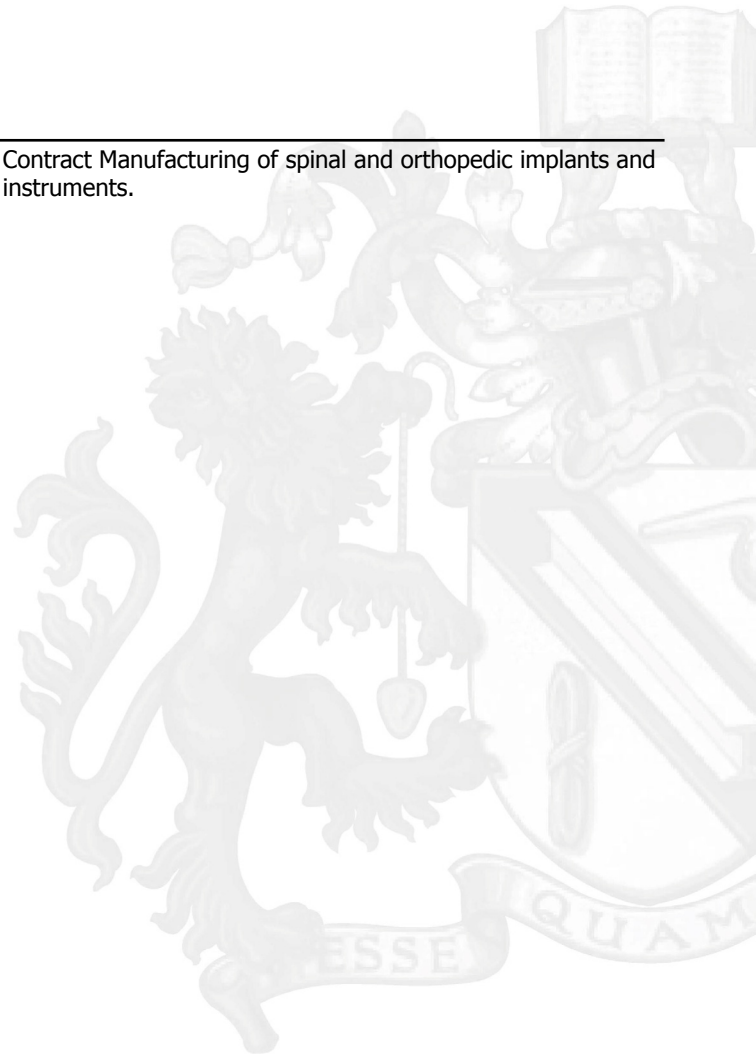 Contract Manufacturing of spinal and orthopedic implants and
instruments.
ESSE
QUAM